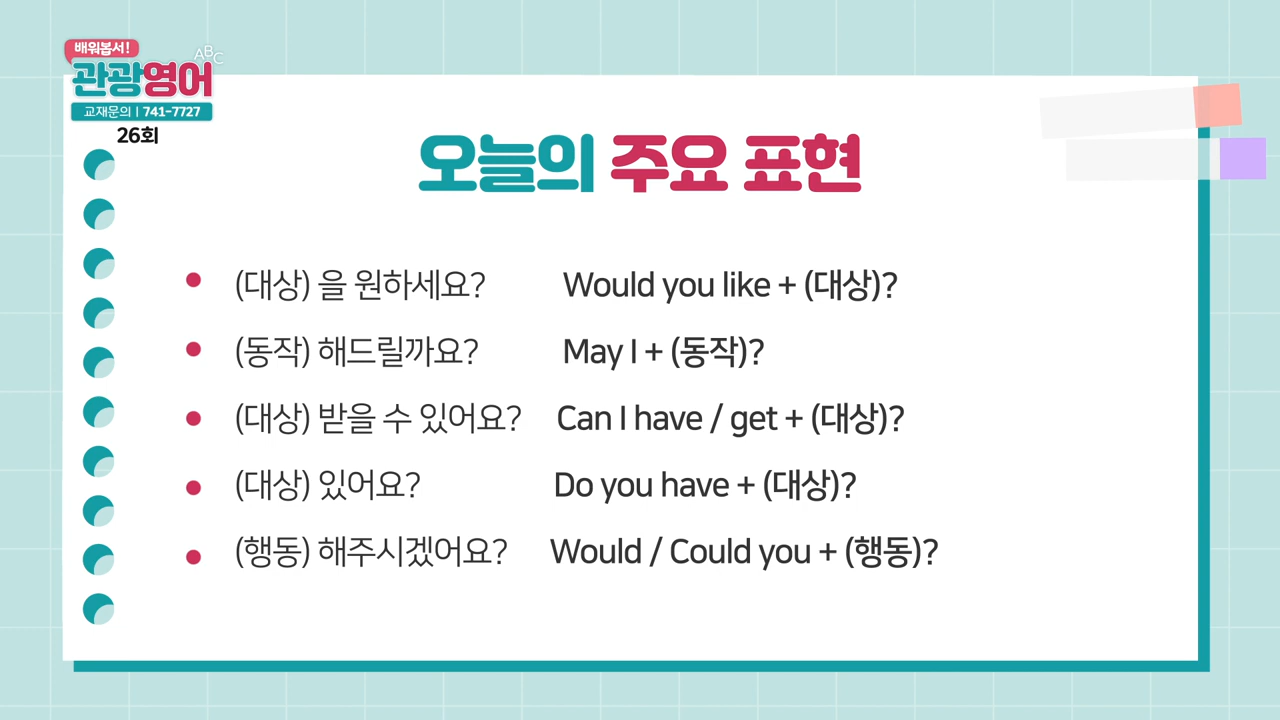 배워봅서!
ABC
관광영어
교재문의 | 741-7727
26회
오늘의 주요 표현
(대상) 을 원하세요? Would you like + (대상)?
(동작) 해드릴까요? May I + (동작)?
(대상) 받을 수 있어요? Can I have / get + (대상)?
(대상) 있어요? Do you have + (대상)?
(행동) 해주시겠어요? Would / Could you + (행동)?